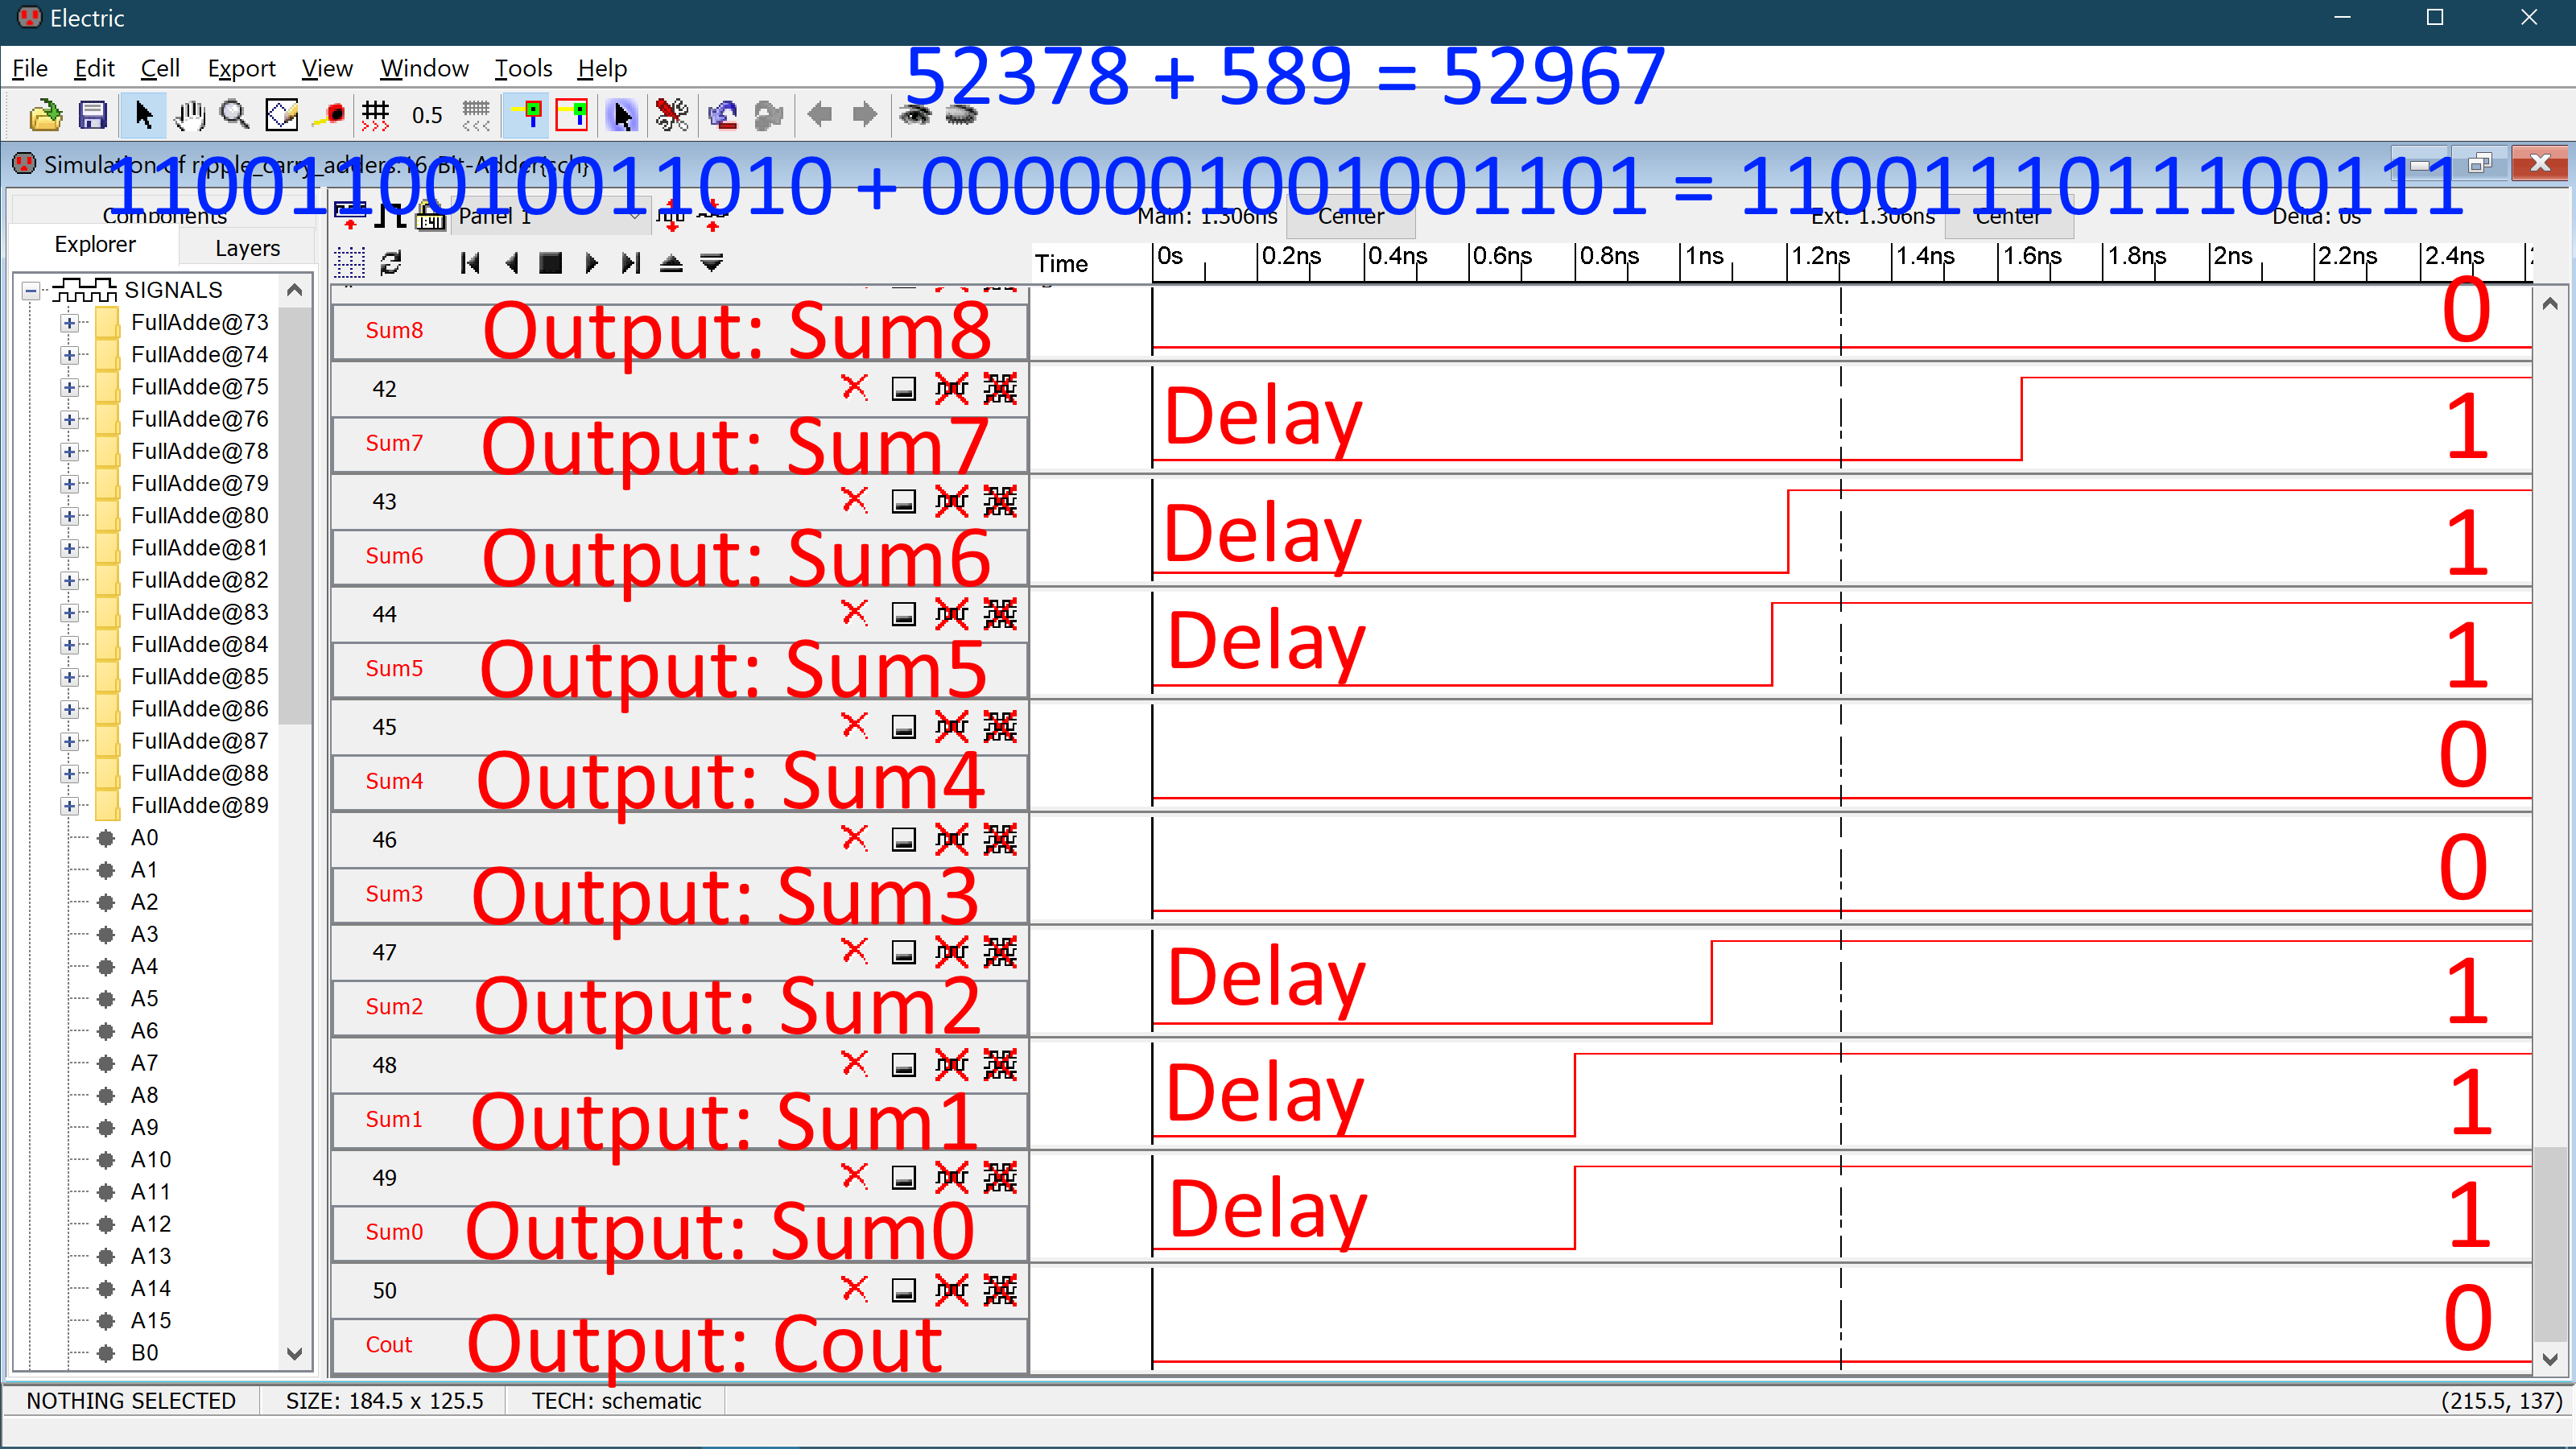 Electric
File Edit Cell Export View Window Tools Help
52378 + 589 = 52967
0.5
Simulation of ripple_carry_adders:16-Bit-Adder{sch}
1100110010011010 + 0000001001001101 = 1100111011100111
Components
Explorer Layers
Panel 1
Main: 1.306ns Center Ext: 1.306ns Center Delta: 0s
Time 0s 0.2ns 0.4ns 0.6ns 0.8ns 1ns 1.2ns 1.4ns 1.6ns 1.8ns 2ns 2.2ns 2.4ns
SIGNALS
FullAdde@73
FullAdde@74
FullAdde@75
FullAdde@76
FullAdde@78
FullAdde@79
FullAdde@80
FullAdde@81
FullAdde@82
FullAdde@83
FullAdde@84
FullAdde@85
FullAdde@86
FullAdde@87
FullAdde@88
FullAdde@89
A0
A1
A2
A3
A4
A5
A6
A7
A8
A9
A10
A11
A12
A13
A14
A15
B0
Sum8 Output: Sum8 0
42
Sum7 Output: Sum7 Delay 1
43
Sum6 Output: Sum6 Delay 1
44
Sum5 Output: Sum5 Delay 1
45
Sum4 Output: Sum4 0
46
Sum3 Output: Sum3 0
47
Sum2 Output: Sum2 Delay 1
48
Sum1 Output: Sum1 Delay 1
49
Sum0 Output: Sum0 Delay 1
50
Cout Output: Cout 0
NOTHING SELECTED SIZE: 184.5 x 125.5 TECH: schematic (215.5, 137)